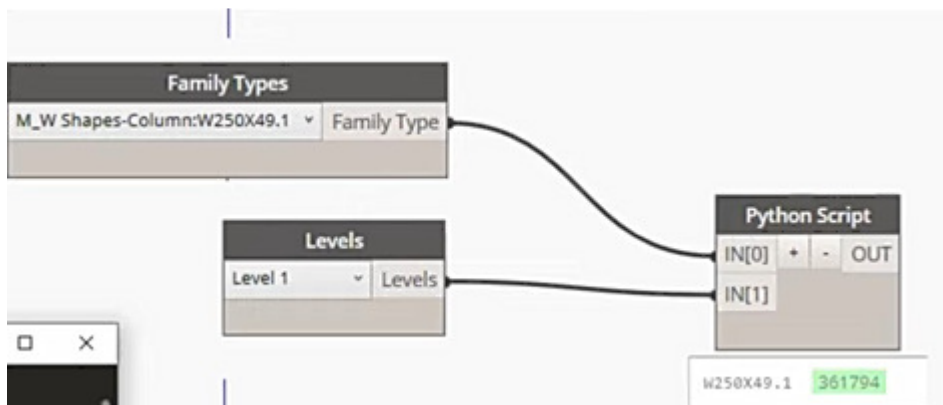 Family Types
M_W Shapes-Column:W250X49.1 Family Type
Levels
Level 1 Levels
Python Script
IN[0] + - OUT
IN[1]
W250X49.1 361794